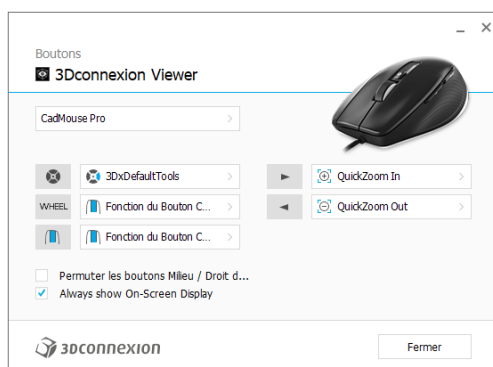 Boutons
3Dconnexion Viewer
CadMouse Pro
3DxDefaultTools
QuickZoom In
WHEEL
Fonction du Bouton C...
QuickZoom Out
Fonction du Bouton C...
Permuter les boutons Milieu / Droit d...
Always show On-Screen Display
3Dconnexion
Fermer